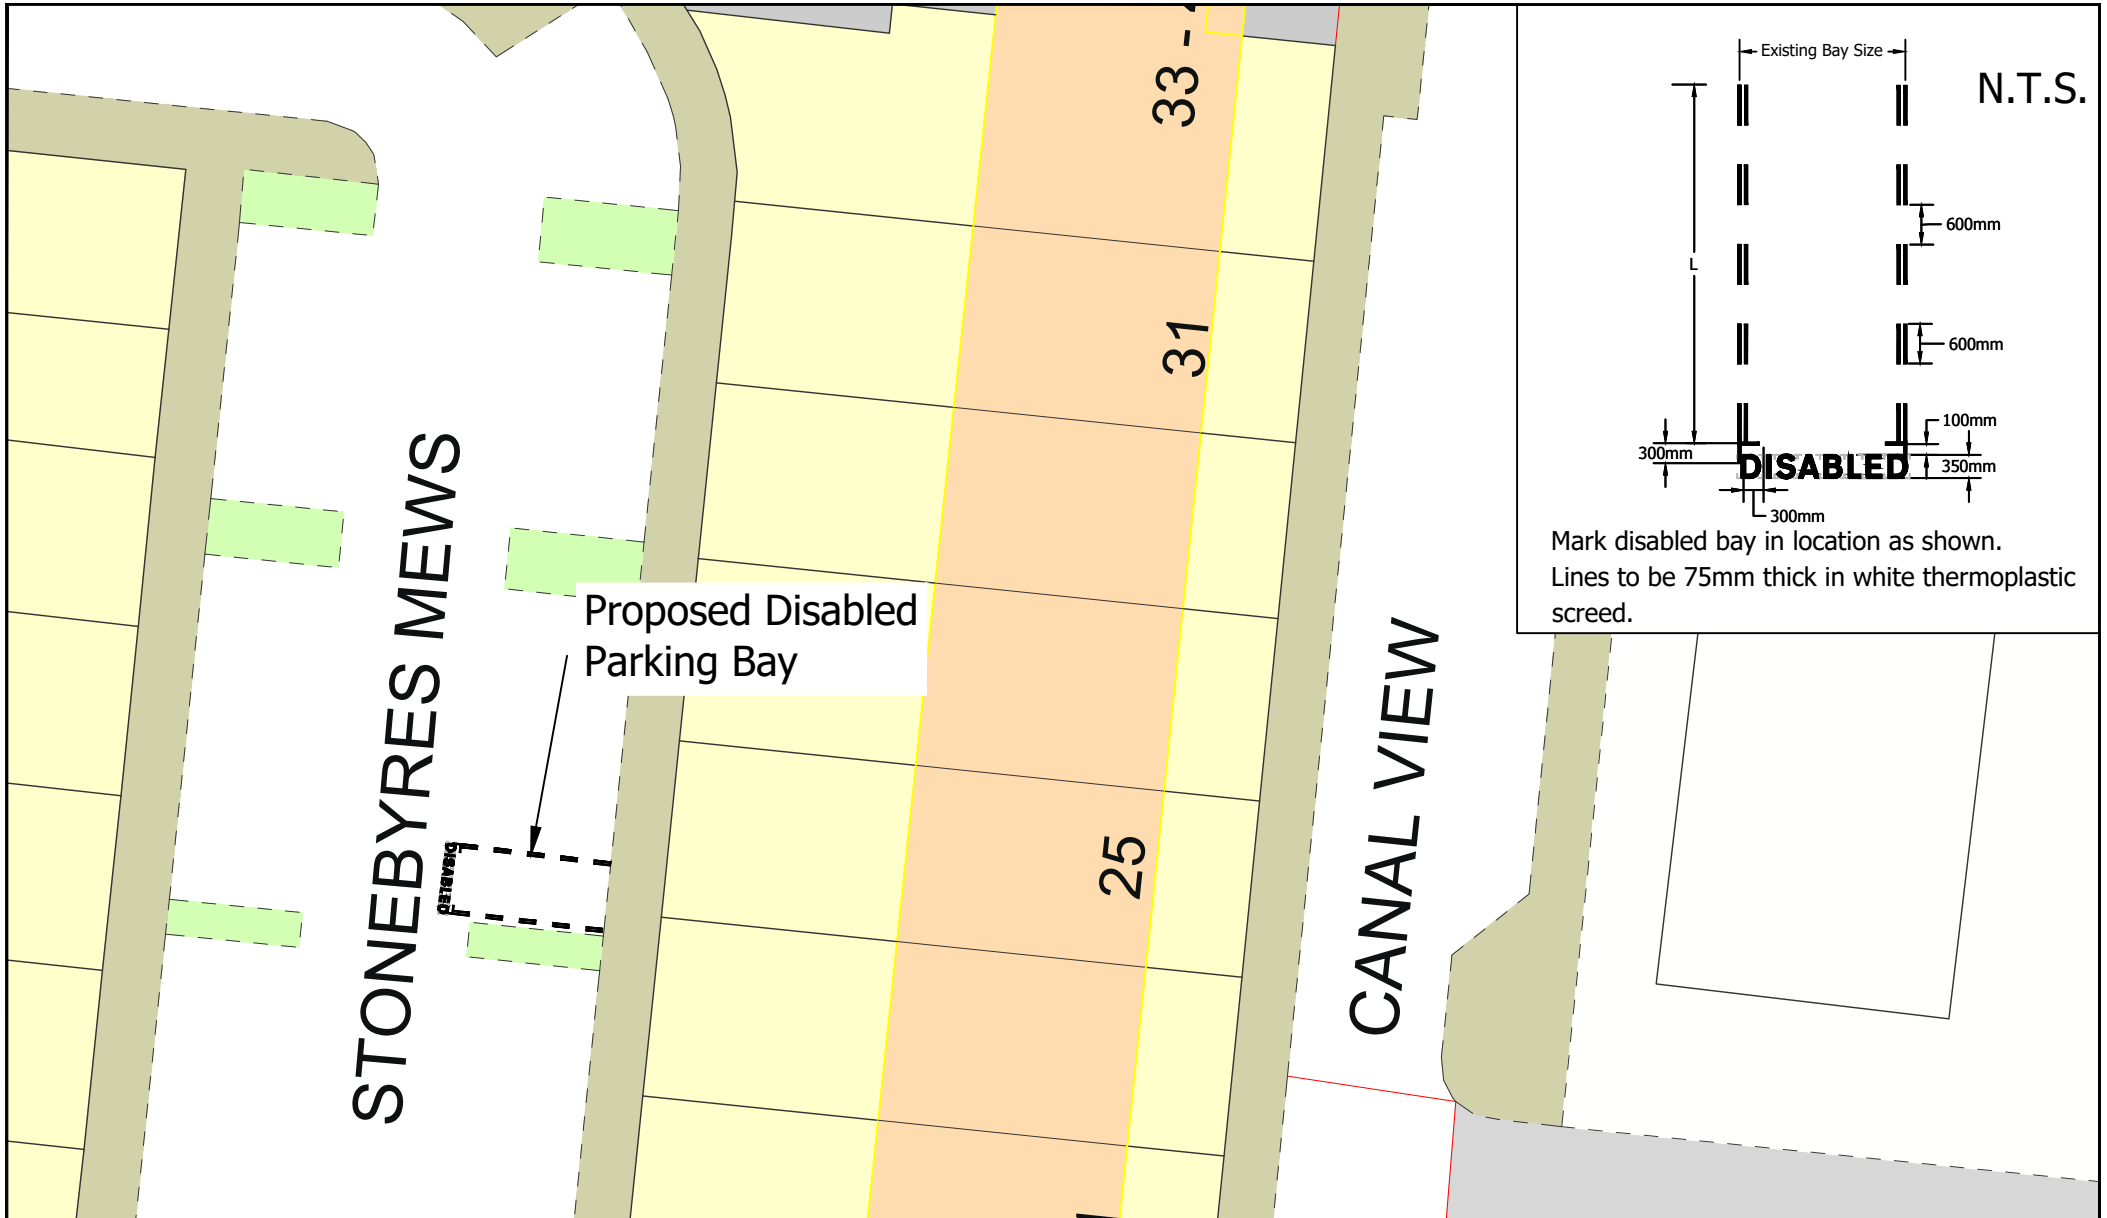 33 -
31
25
STONEBYRES MEWS
CANAL VIEW
Proposed Disabled
Parking Bay
DISABLED
Existing Bay Size
N.T.S.
L
600mm
600mm
100mm
300mm
350mm
DISABLED
300mm
Mark disabled bay in location as shown.
Lines to be 75mm thick in white thermoplastic
screed.